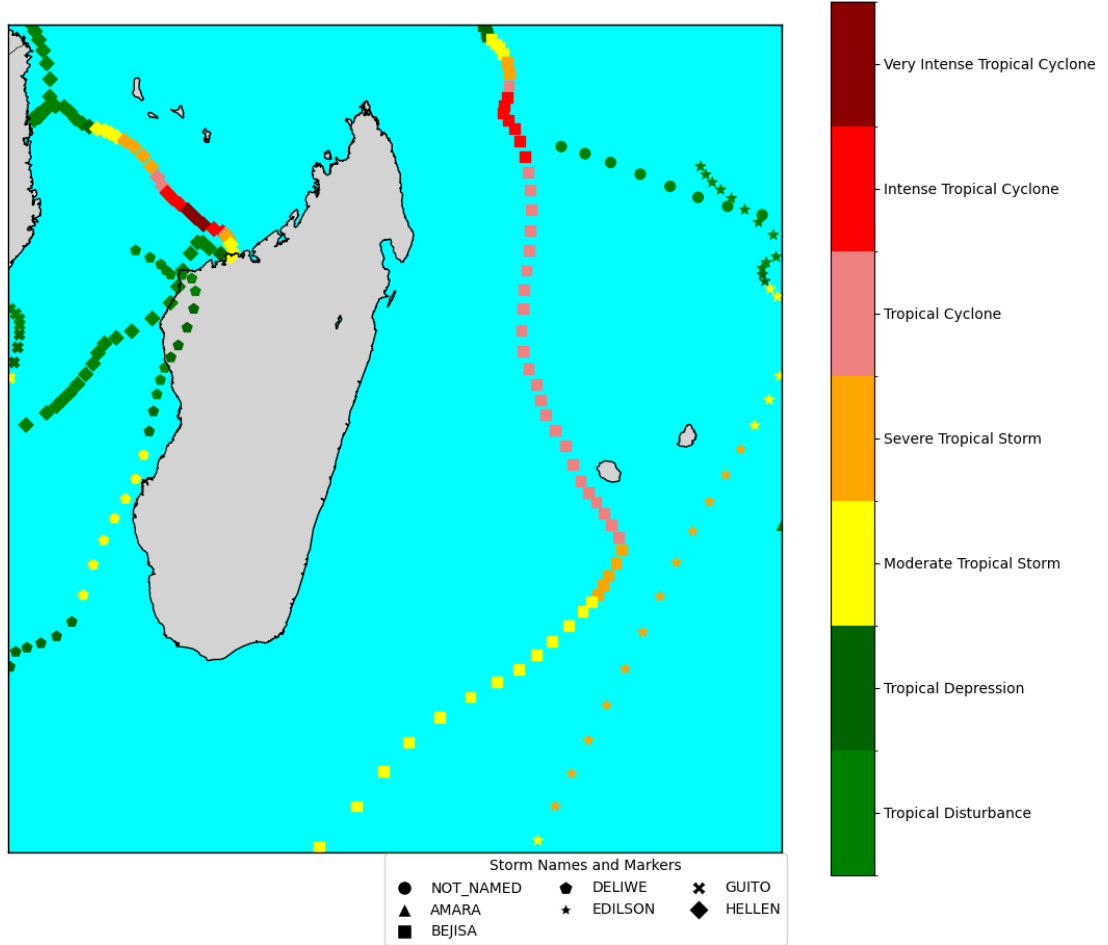 Very Intense Tropical Cyclone
Intense Tropical Cyclone
Tropical Cyclone
Severe Tropical Storm
Moderate Tropical Storm
Tropical Depression
Tropical Disturbance
Storm Names and Markers
NOT_NAMED DELIWE GUITO
AMARA EDILSON HELLEN
BEJISA